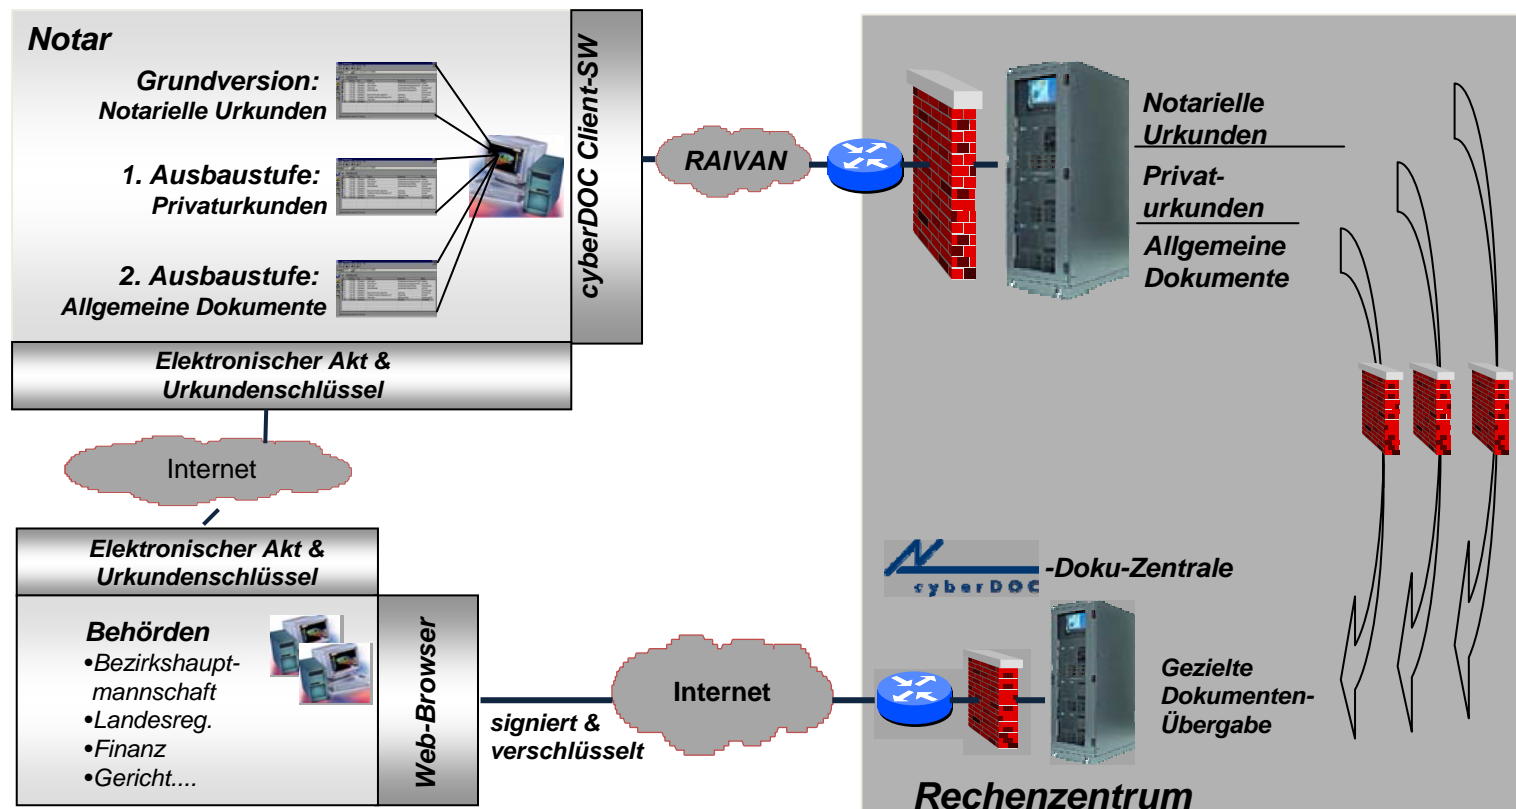 Notar
Grundversion:
Notarielle Urkunden
1. Ausbaustufe:
Privaturkunden
2. Ausbaustufe:
Allgemeine Dokumente
cyberDOC Client-SW
Elektronischer Akt &
Urkundenschlüssel
RAIVAN
Notarielle
Urkunden
Privat-
urkunden
Allgemeine
Dokumente
Internet
Elektronischer Akt &
Urkundenschlüssel
Behörden
•Bezirkshaupt-
mannschaft
•Landesreg.
•Finanz
•Gericht....
Web-Browser
signiert &
verschlüsselt
Internet
cyberDOC
-Doku-Zentrale
Gezielte
Dokumenten-
Übergabe
Rechenzentrum